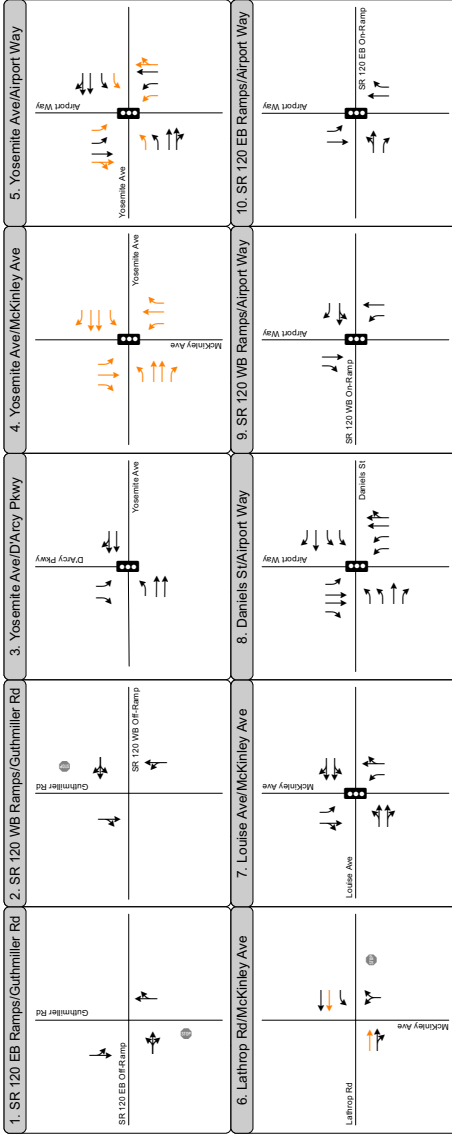 1. SR 120 EB Ramps/Guthmiller Rd
Guthmiller Rd
SR 120 EB Off-Ramp
STOP
2. SR 120 WB Ramps/Guthmiller Rd
Guthmiller Rd
STOP
SR 120 WB Off-Ramp
3. Yosemite Ave/D'Arcy Pkwy
D'Arcy Pkwy
Yosemite Ave
4. Yosemite Ave/McKinley Ave
Yosemite Ave
McKinley Ave
5. Yosemite Ave/Airport Way
Airport Way
Yosemite Ave
6. Lathrop Rd/McKinley Ave
Lathrop Rd
STOP
McKinley Ave
7. Louise Ave/McKinley Ave
McKinley Ave
Louise Ave
8. Daniels St/Airport Way
Airport Way
Daniels St
9. SR 120 WB Ramps/Airport Way
Airport Way
SR 120 WB On-Ramp
10. SR 120 EB Ramps/Airport Way
Airport Way
SR 120 EB On-Ramp